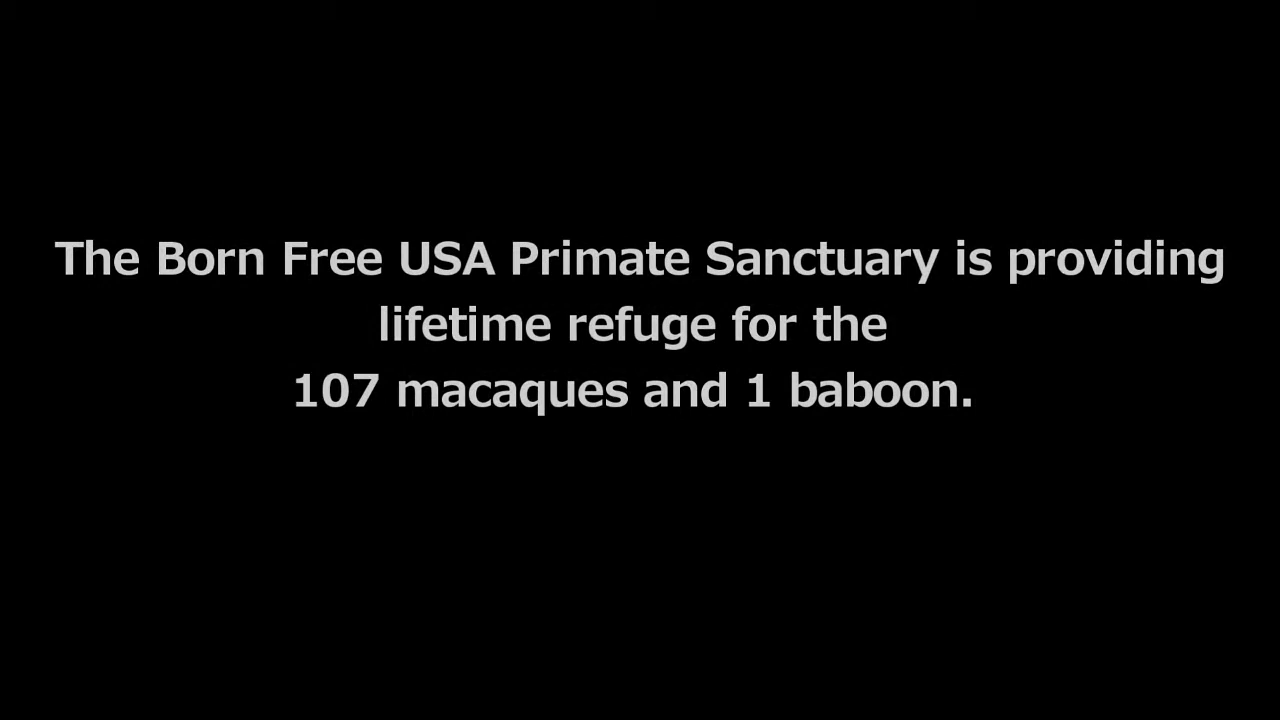 The Born Free USA Primate Sanctuary is providing
lifetime refuge for the
107 macaques and 1 baboon.